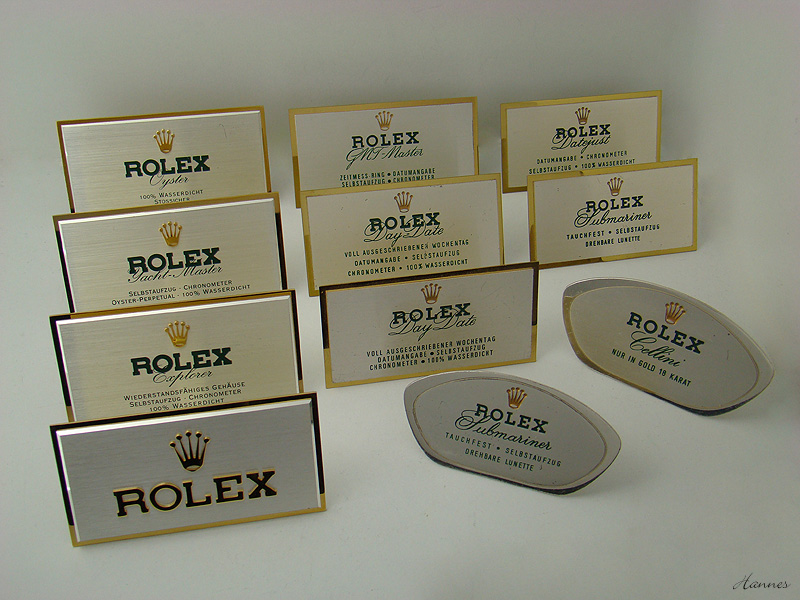 ROLEX
Oyster
100% WASSERDICHT
STOSSICHER
ROLEX
Yacht-Master
SELBSTAUFZUG - CHRONOMETER
OYSTER-PERPETUAL - 100% WASSERDICHT
ROLEX
Explorer
WIEDERSTANDSFÄHIGES GEHÄUSE
SELBSTAUFZUG - CHRONOMETER
100% WASSERDICHT
ROLEX
ROLEX
GMT-Master
ZEITMESS-RING • DATUMANGABE
SELBSTAUFZUG • CHRONOMETER
ROLEX
Day Date
VOLL AUSGESCHRIEBENEN WOCHENTAG
DATUMANGABE • SELBSTAUFZUG
CHRONOMETER • 100% WASSERDICHT
ROLEX
Day Date
VOLL AUSGESCHRIEBENER WOCHENTAG
DATUMANGABE • SELBSTAUFZUG
CHRONOMETER • 100% WASSERDICHT
ROLEX
Datejust
DATUMANGABE • CHRONOMETER
SELBSTAUFZUG • 100% WASSERDICHT
ROLEX
Submariner
TAUCHFEST • SELBSTAUFZUG
DREHBARE LUNETTE
ROLEX
Submariner
TAUCHFEST • SELBSTAUFZUG
DREHBARE LUNETTE
ROLEX
Cellini
NUR IN GOLD 18 KARAT
Hannes